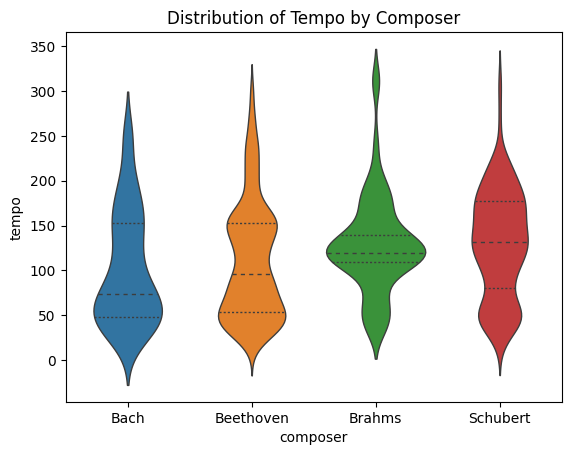 Distribution of Tempo by Composer
tempo
350
300
250
200
150
100
50
0
Bach Beethoven Brahms Schubert
composer